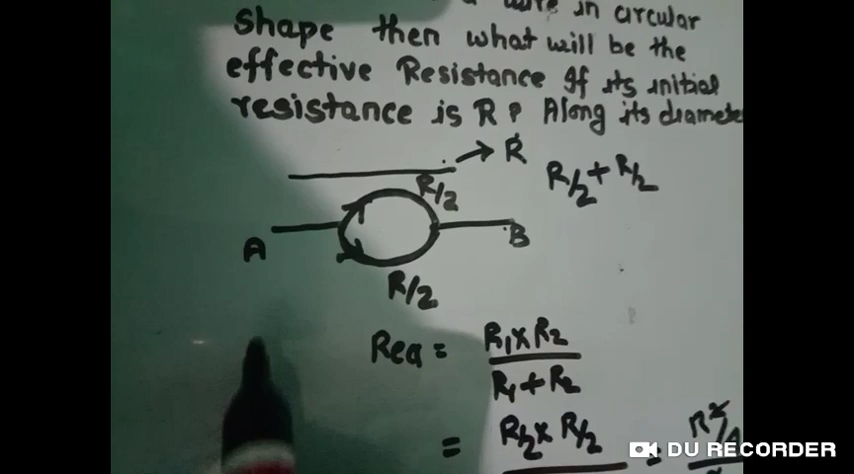 wire in circular
shape then what will be the
effective Resistance If its initial
resistance is R ? Along its diameter
R
R/2
R/2 + R/2
A
B
R/2
Req = R1 x R2
R1 + R2
= R/2 x R/2 =
DU RECORDER